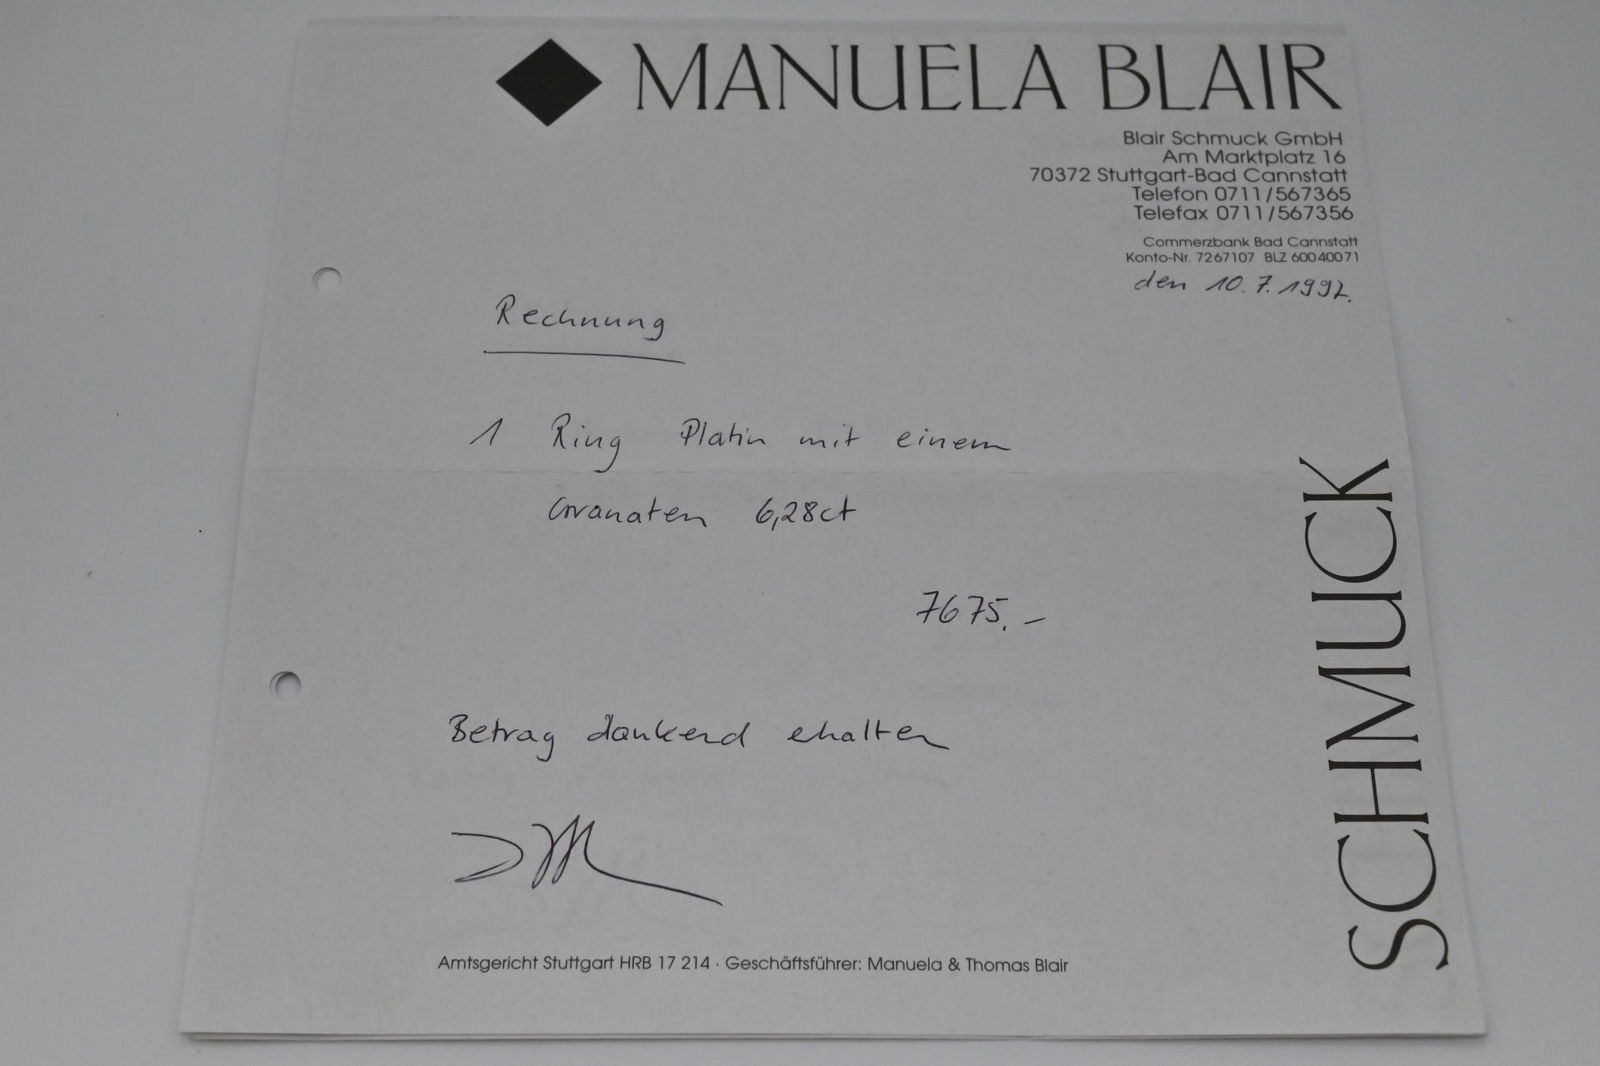 MANUELA BLAIR
Blair Schmuck GmbH
Am Marktplatz 16
70372 Stuttgart-Bad Cannstatt
Telefon 0711/567365
Telefax 0711/567356
Commerzbank Bad Cannstatt
Konto-Nr. 7267107 BLZ 60040071
den 10.7.1997.
Rechnung
1 Ring Platin mit einem
Granaten 6,28ct
7675.-
Betrag dankend ehalten
Amtsgericht Stuttgart HRB 17 214 · Geschäftsführer: Manuela & Thomas Blair
SCHMUCK